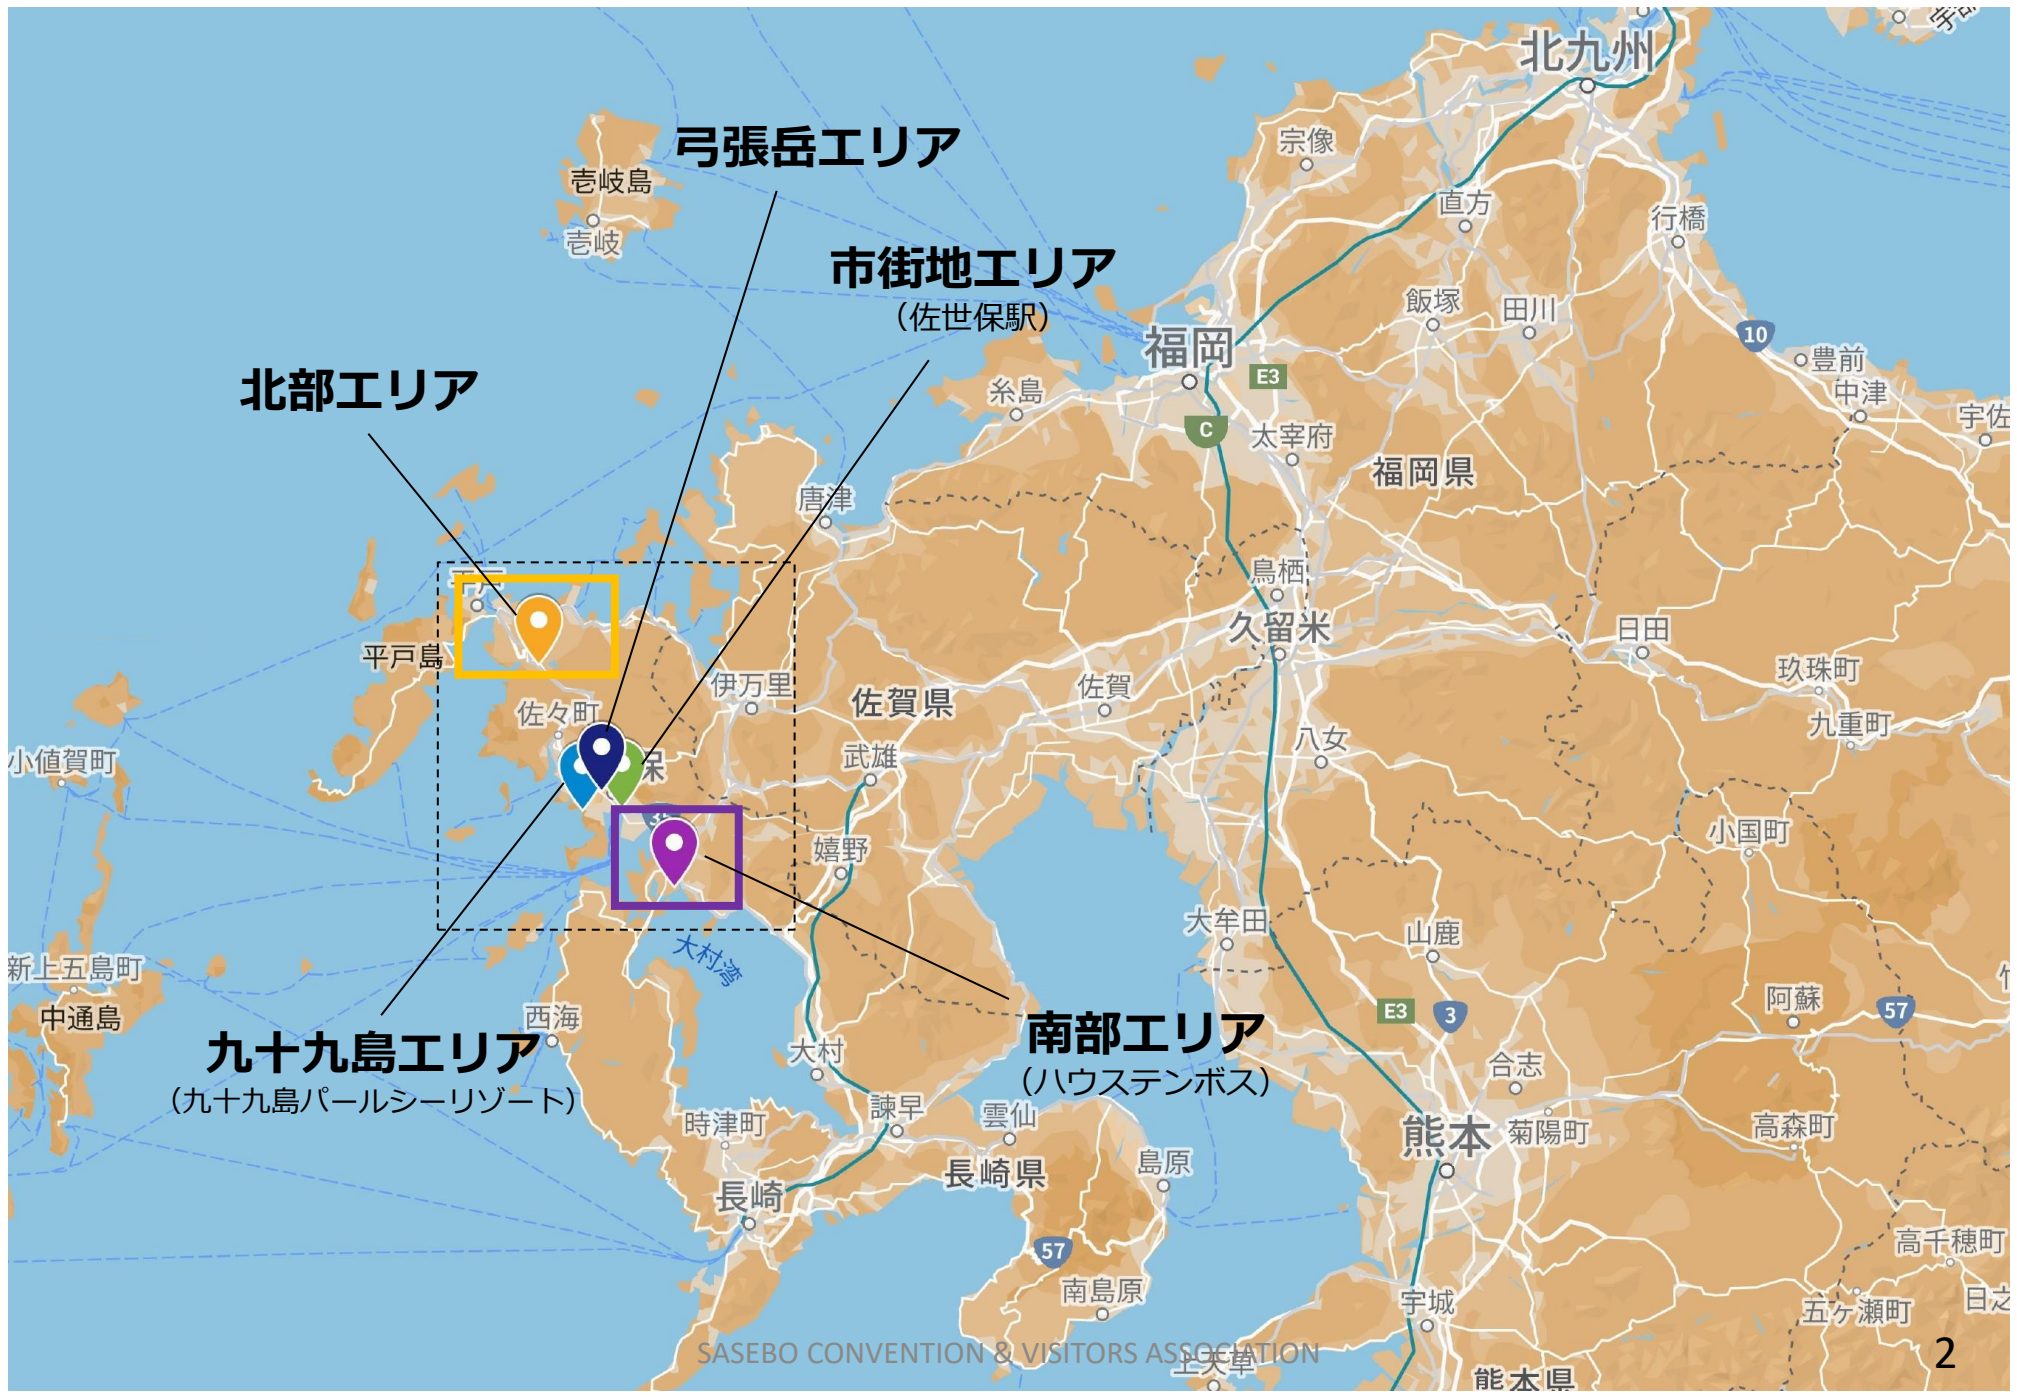 北九州
宗像
弓張岳エリア
壱岐島
直方
行橋
壱岐
市街地エリア
（佐世保駅）
飯塚
田川
10
福岡
豊前
E3
北部エリア
糸島
中津
宇佐
C
太宰府
福岡県
唐津
鳥栖
平戸
久留米
日田
平戸島
伊万里
佐賀県
佐賀
玖珠町
佐々町
九重町
八女
小値賀町
保
武雄
35
小国町
嬉野
大牟田
山鹿
大村湾
新上五島町
阿蘇
57
中通島
西海
E3
3
南部エリア
（ハウステンボス）
九十九島エリア
（九十九島パールシーリゾート）
大村
合志
諫早
雲仙
時津町
熊本
菊陽町
高森町
島原
長崎県
長崎
57
高千穂町
南島原
宇城
五ケ瀬町
日之
SASEBO CONVENTION & VISITORS ASSOCIATION
上天草
2
熊本県